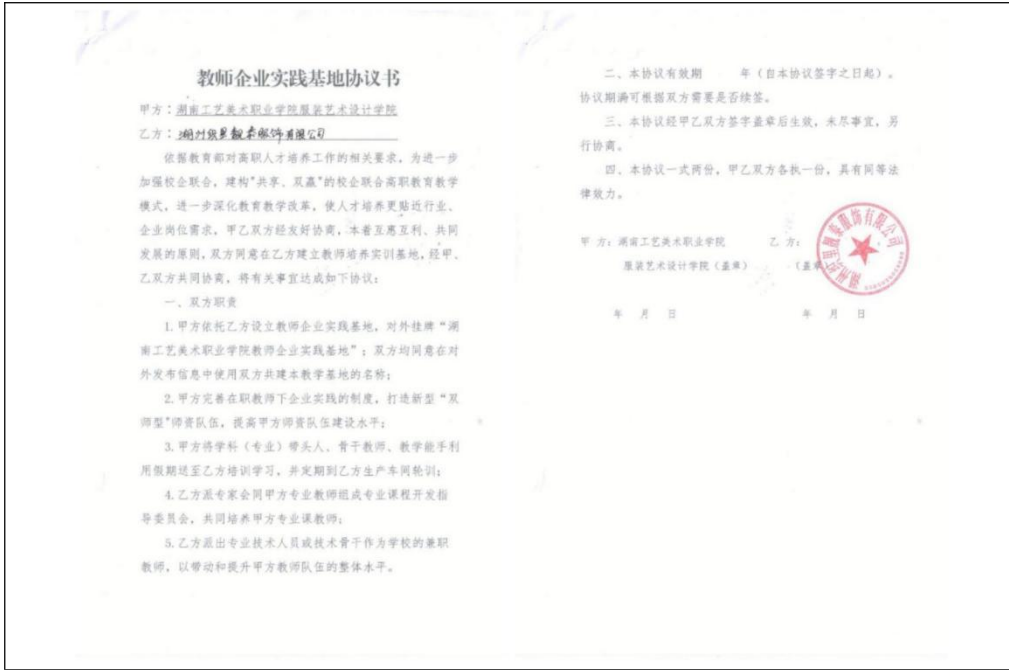 教师企业实践基地协议书
甲方：湖南工艺美术职业学院服装艺术设计学院
乙方：湖州 靓泰服饰有限公司
依据教育部对高职人才培养工作的相关要求，为进一步
加强校企联合，建构"共享、双赢"的校企联合高职教育教学
模式，进一步深化教育教学改革，使人才培养更贴近行业、
企业岗位需求，甲乙双方经友好协商，本着互惠互利、共同
发展的原则，双方同意在乙方建立教师培养实训基地，经甲、
乙双方共同协商，将有关事宜达成如下协议：
一、双方职责
1.甲方依托乙方设立教师企业实践基地，对外挂牌“湖
南工艺美术职业学院教师企业实践基地”；双方均同意在对
外发布信息中使用双方共建本教学基地的名称；
2.甲方完善在职教师下企业实践的制度，打造新型“双
师型"师资队伍，提高甲方师资队伍建设水平；
3.甲方将学科（专业）带头人、骨干教师、教学能手利
用假期送至乙方培训学习，并定期到乙方生产车间轮训；
4.乙方派专家会同甲方专业教师组成专业课程开发指
导委员会，共同培养甲方专业课教师；
5.乙方派出专业技术人员或技术骨干作为学校的兼职
教师，以带动和提升甲方教师队伍的整体水平。
二、本协议有效期 年（自本协议签字之日起）。
协议期满可根据双方需要是否续签。
三、本协议经甲乙双方签字盖章后生效，未尽事宜，另
行协商。
四、本协议一式两份，甲乙双方各执一份，具有同等法
律效力。
甲 方：湖南工艺美术职业学院 乙 方：
服装艺术设计学院（盖章） （盖章
年 月 日 年 月 日